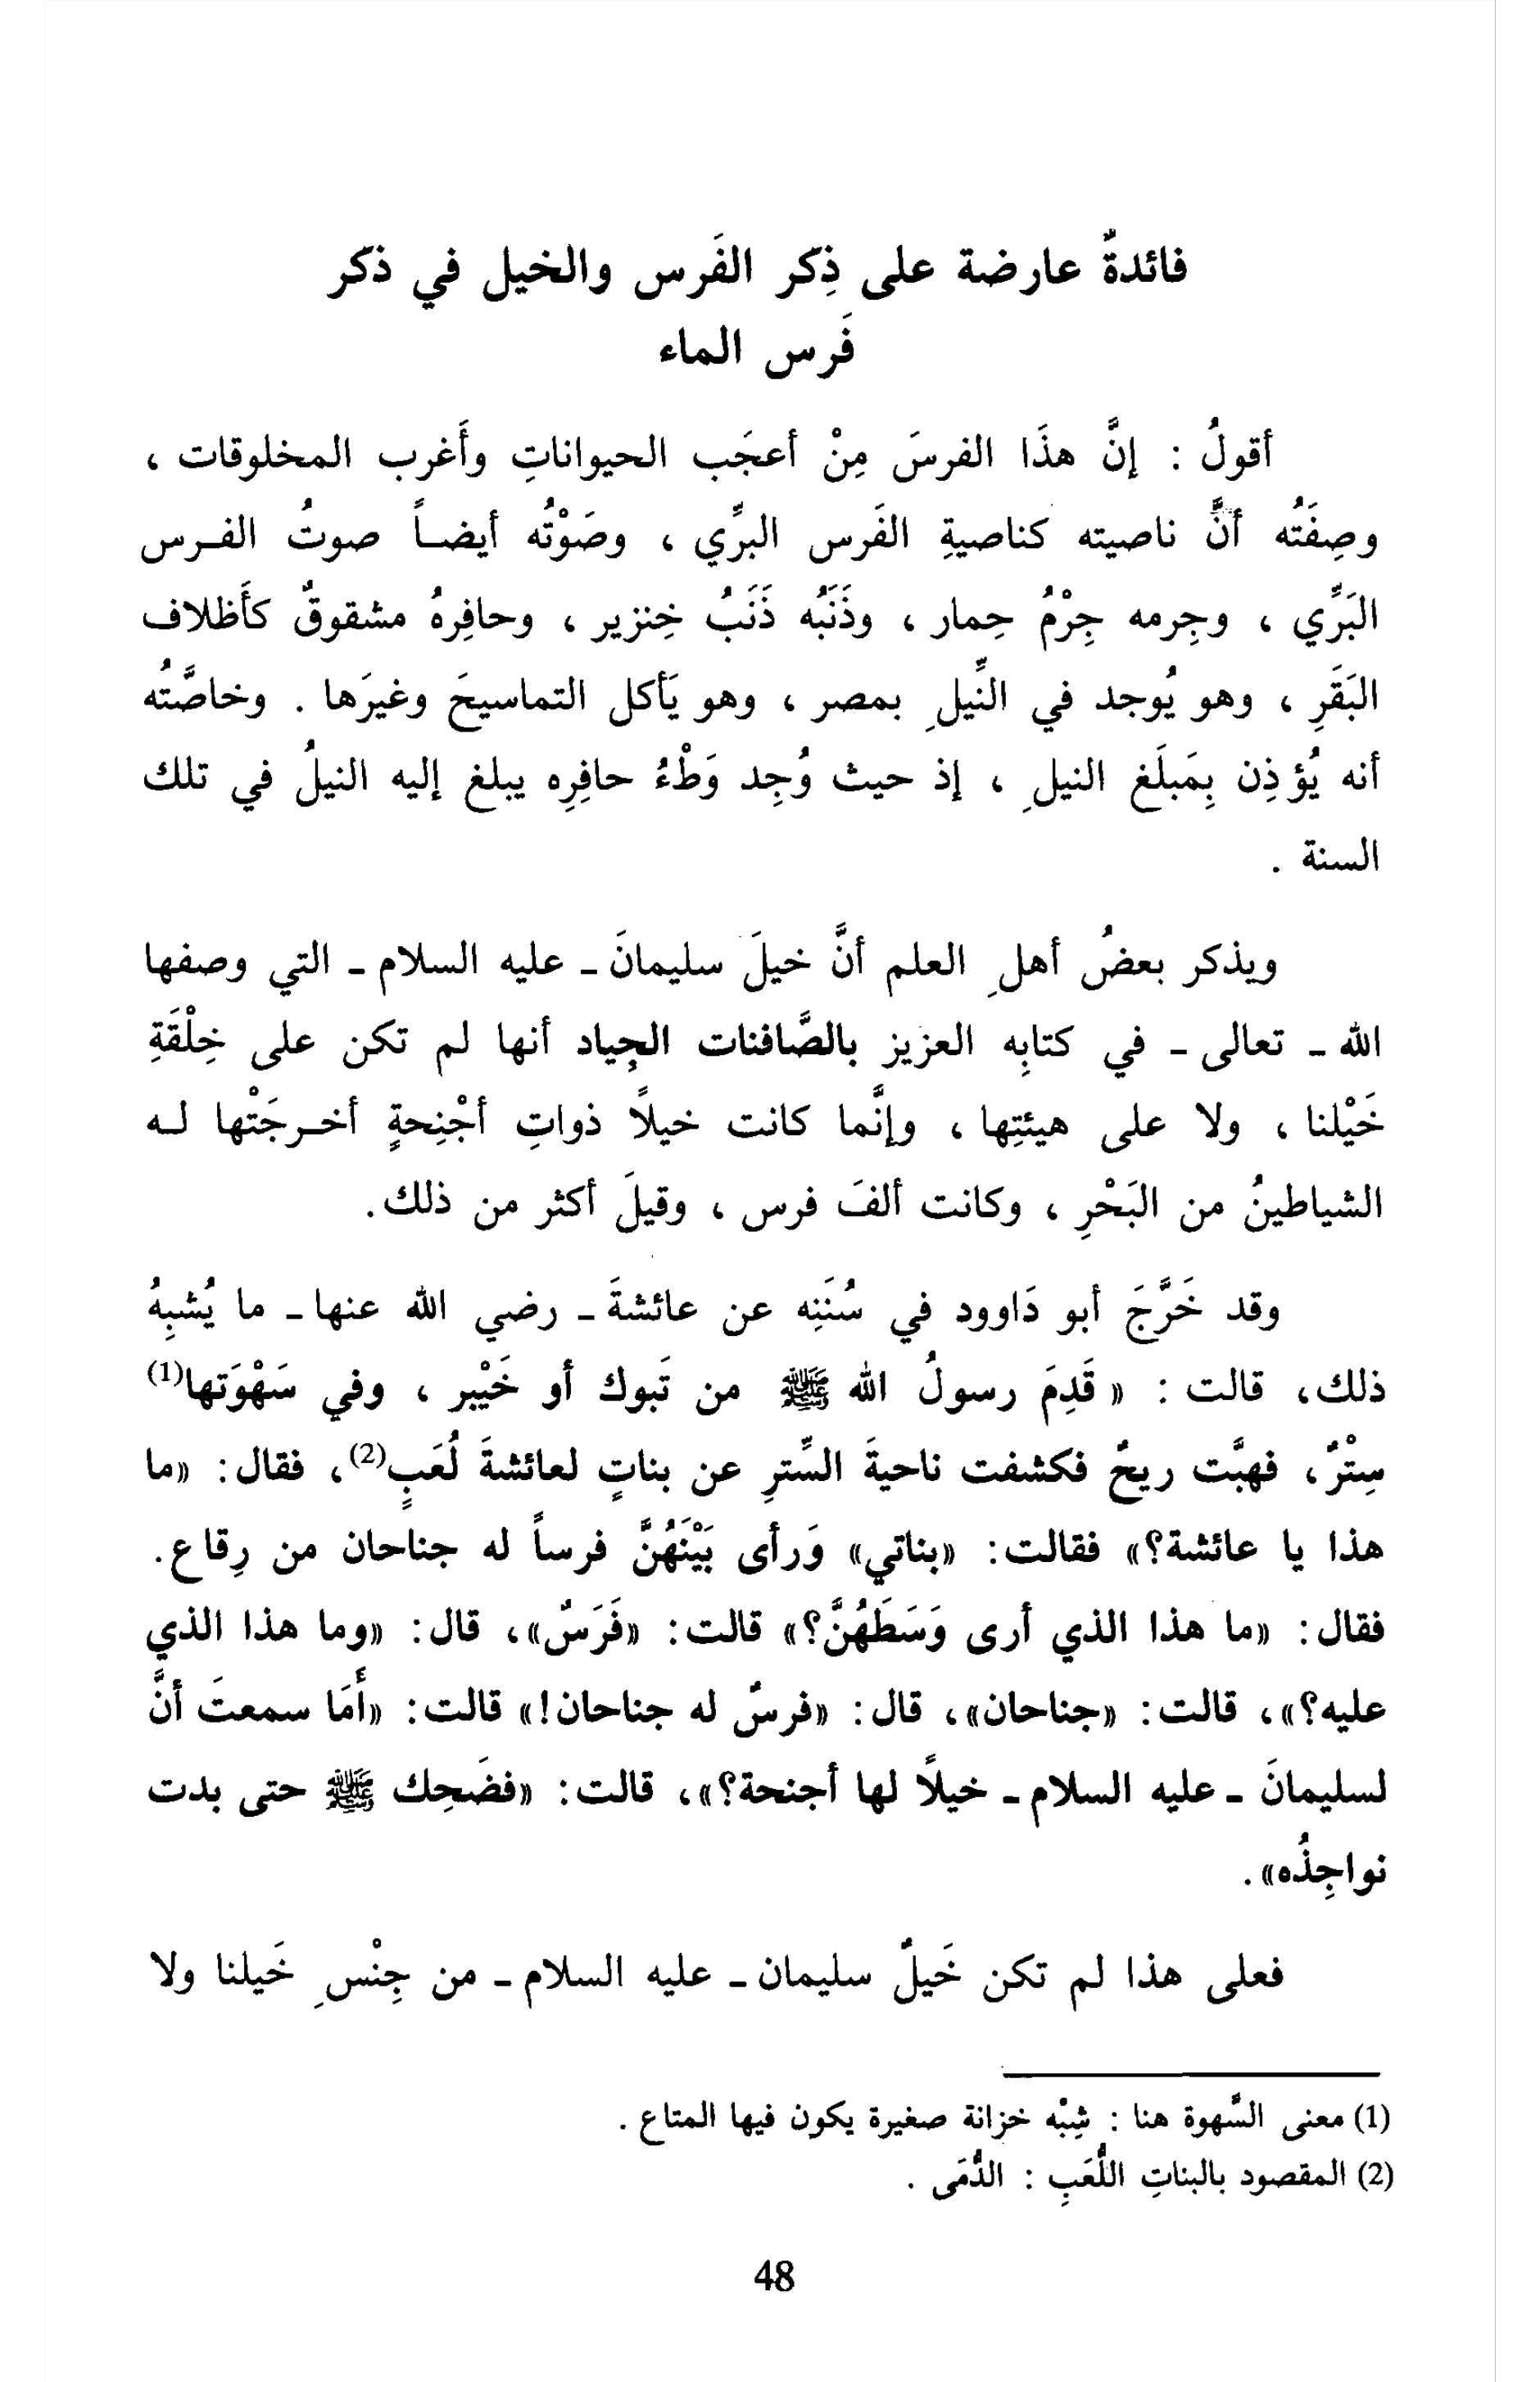 فائدةٌ عارضة على ذِكر الفَرس والخيل في ذكر
فَرس الماء
أقولُ : إنَّ هذَا الفرسَ مِنْ أعجَب الحيواناتِ وأَغرب المخلوقات ،
وصِفَتُه أنَّ ناصيته كناصيةِ الفَرس البرِّي ، وصَوْتُه أيضاً صوتُ الفرس
البَرِّي ، وجِرمه جِرْمُ حِمار ، وذَنَبُه ذَنَبُ خِنزير ، وحافِرهُ مشقوقٌ كأَظلاف
البَقَرِ ، وهو يُوجد في النِّيلِ بمصر ، وهو يَأكل التماسيحَ وغيرَها . وخاصَّتُه
أنه يُؤذِن بِمَبلَغ النيلِ ، إذ حيث وُجِد وَطْءُ حافِرِه يبلغ إليه النيلُ في تلك
السنة .
ويذكر بعضُ أهلِ العلم أنَّ خيلَ سليمانَ ـ عليه السلام ـ التي وصفها
الله ـ تعالى ـ في كتابِه العزيز بالصَّافنات الجِياد أنها لم تكن على خِلْقَةِ
خَيْلنا ، ولا على هيئتِها ، وإنَّما كانت خيلاً ذواتِ أجْنِحةٍ أخرجَتْها له
الشياطينُ من البَحْرِ ، وكانت ألفَ فرس ، وقيلَ أكثر من ذلك.
وقد خَرَّجَ أبو دَاوود في سُنَنِه عن عائشةَ ـ رضي الله عنها ـ ما يُشبِهُ
ذلك، قالت : « قَدِمَ رسولُ الله ﷺ من تَبوك أو خَيْبر ، وفي سَهْوَتها(1)
سِتْرٌ، فهبَّت ريحٌ فكشفت ناحيةَ السِّترِ عن بناتٍ لعائشةَ لُعَبٍ(2)، فقال: «ما
هذا يا عائشة؟» فقالت: «بناتي» وَرأى بَيْنَهُنَّ فرساً له جناحان من رِقاع.
فقال: «ما هذا الذي أرى وَسَطَهُنَّ؟» قالت: «فَرَسٌ»، قال: «وما هذا الذي
عليه؟»، قالت: «جناحان»، قال: «فرسٌ له جناحان!» قالت: «أَمَا سمعتَ أنَّ
لسليمانَ ـ عليه السلام ـ خيلاً لها أجنحة؟»، قالت: «فضَحِك ﷺ حتى بدت
نواجِذُه» .
فعلى هذا لم تكن خَيلُ سليمان ـ عليه السلام ـ من جِنْسِ خَيلنا ولا
(1) معنى السَّهوة هنا : شِبْه خزانة صغيرة يكون فيها المتاع .
(2) المقصود بالبناتِ اللُّعَبِ : الدُّمَى .
48